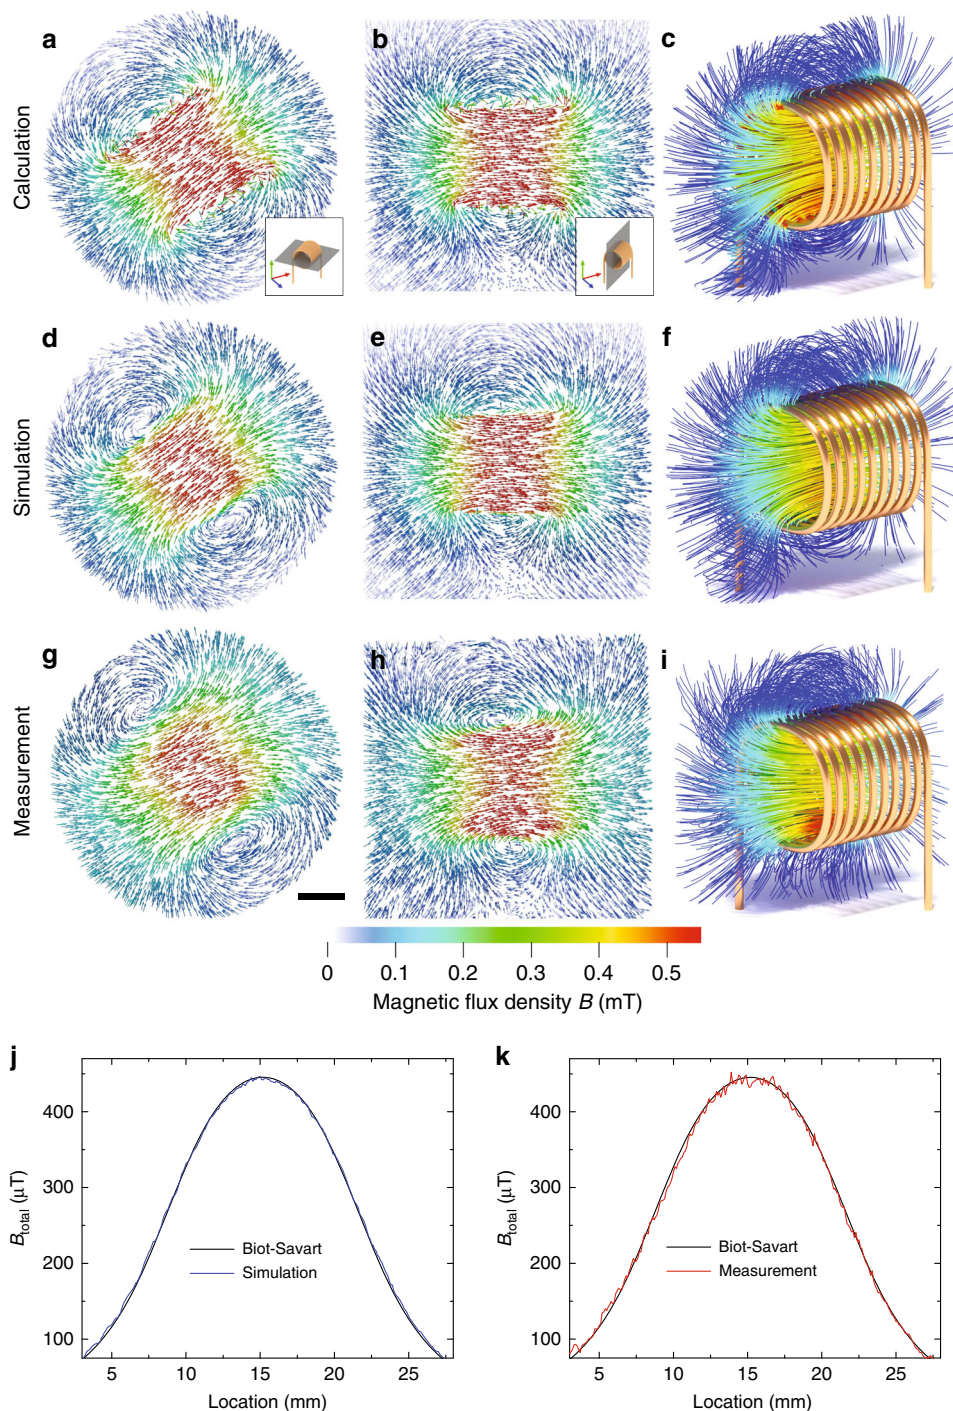 a
b
c
Calculation
d
e
f
Simulation
g
h
i
Measurement
0 0.1 0.2 0.3 0.4 0.5
Magnetic flux density B (mT)
j
400
300
200
100
B_total (µT)
Biot-Savart
Simulation
5 10 15 20 25
Location (mm)
k
400
300
200
100
B_total (µT)
Biot-Savart
Measurement
5 10 15 20 25
Location (mm)